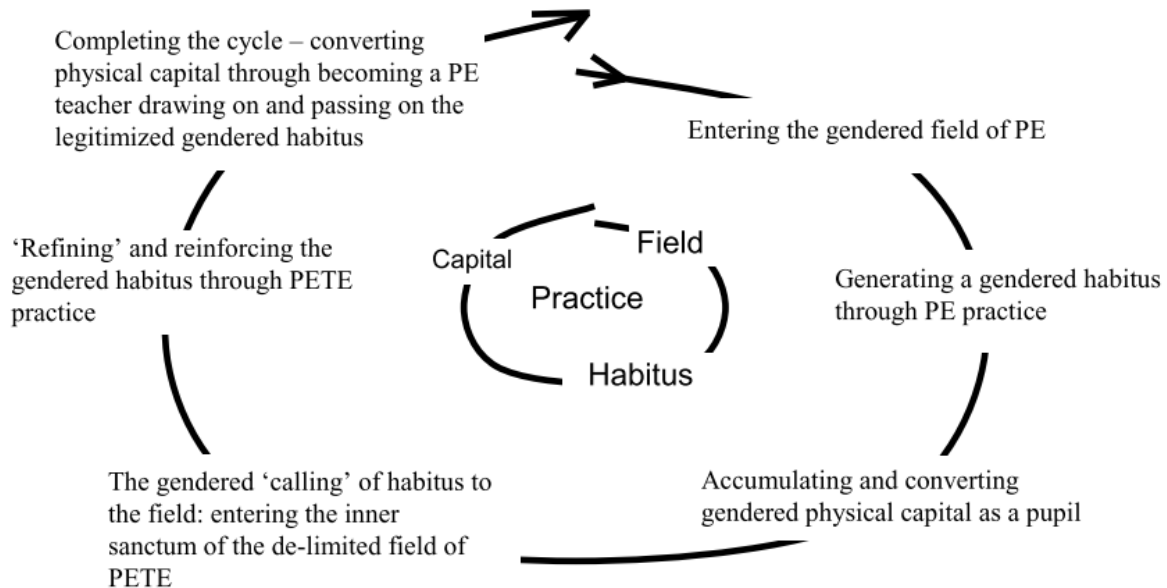 Completing the cycle – converting
physical capital through becoming a PE
teacher drawing on and passing on the
legitimized gendered habitus
Entering the gendered field of PE
Generating a gendered habitus
through PE practice
Accumulating and converting
gendered physical capital as a pupil
The gendered ‘calling’ of habitus to
the field: entering the inner
sanctum of the de-limited field of
PETE
‘Refining’ and reinforcing the
gendered habitus through PETE
practice
Capital
Field
Practice
Habitus